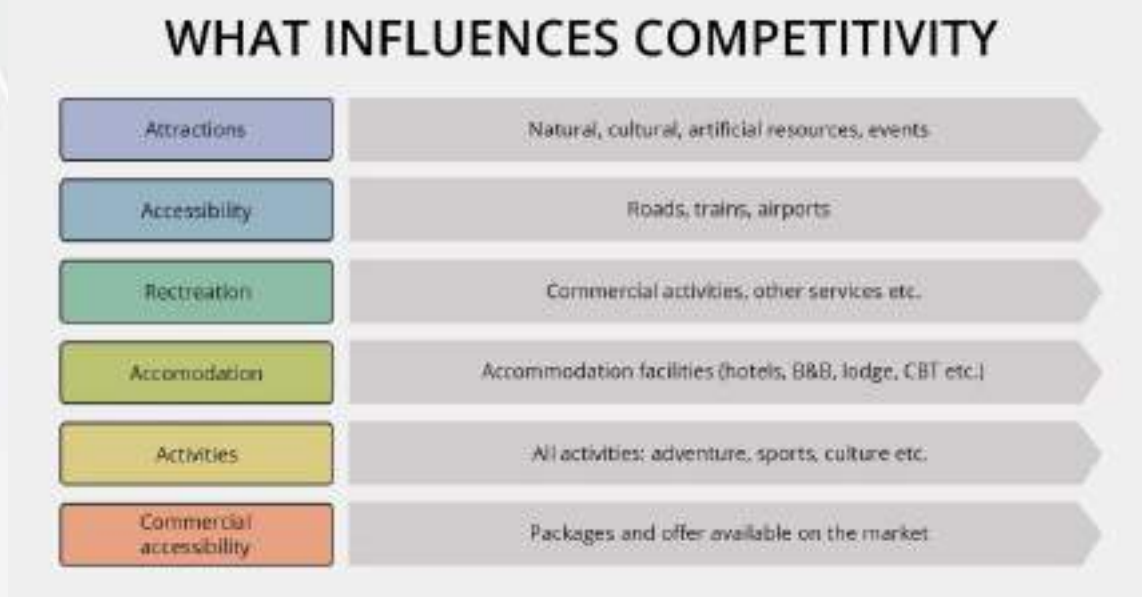 WHAT INFLUENCES COMPETITIVITY
Attractions
Natural, cultural, artificial resources, events
Accessibility
Roads, trains, airports
Rectreation
Commercial activities, other services etc.
Accomodation
Accommodation facilities (hotels, B&B, lodge, CBT etc.)
Activities
All activities: adventure, sports, culture etc.
Commercial
accessibility
Packages and offer available on the market